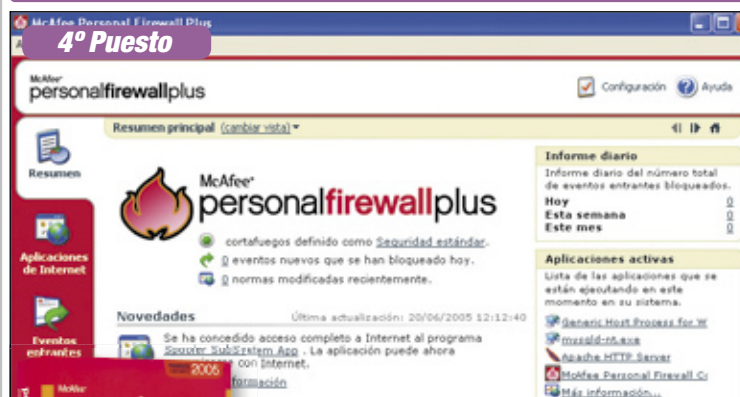 McAfee Personal Firewall Plus
4º Puesto
McAfee
personalfirewallplus
Configuración
Ayuda
Resumen principal (cambiar vista)
Resumen
Aplicaciones
de Internet
Eventos
entrantes
McAfee
personalfirewallplus
cortafuegos definido como Seguridad estándar.
0 eventos nuevos que se han bloqueado hoy.
0 normas modificadas recientemente.
Novedades
Última actualización: 20/06/2005 12:12:40
Se ha concedido acceso completo a Internet al programa
Spooler SubSystem App . La aplicación puede ahora
con Internet.
Informe diario
Informe diario del número total
de eventos entrantes bloqueados.
Hoy 0
Esta semana 0
Este mes 0
Aplicaciones activas
Lista de las aplicaciones que se
están ejecutando en este
momento en su sistema.
Generic Host Process for W
mysqld-nt.exe
Apache HTTP Server
McAfee Personal Firewall
Más información...
2005
McAfee